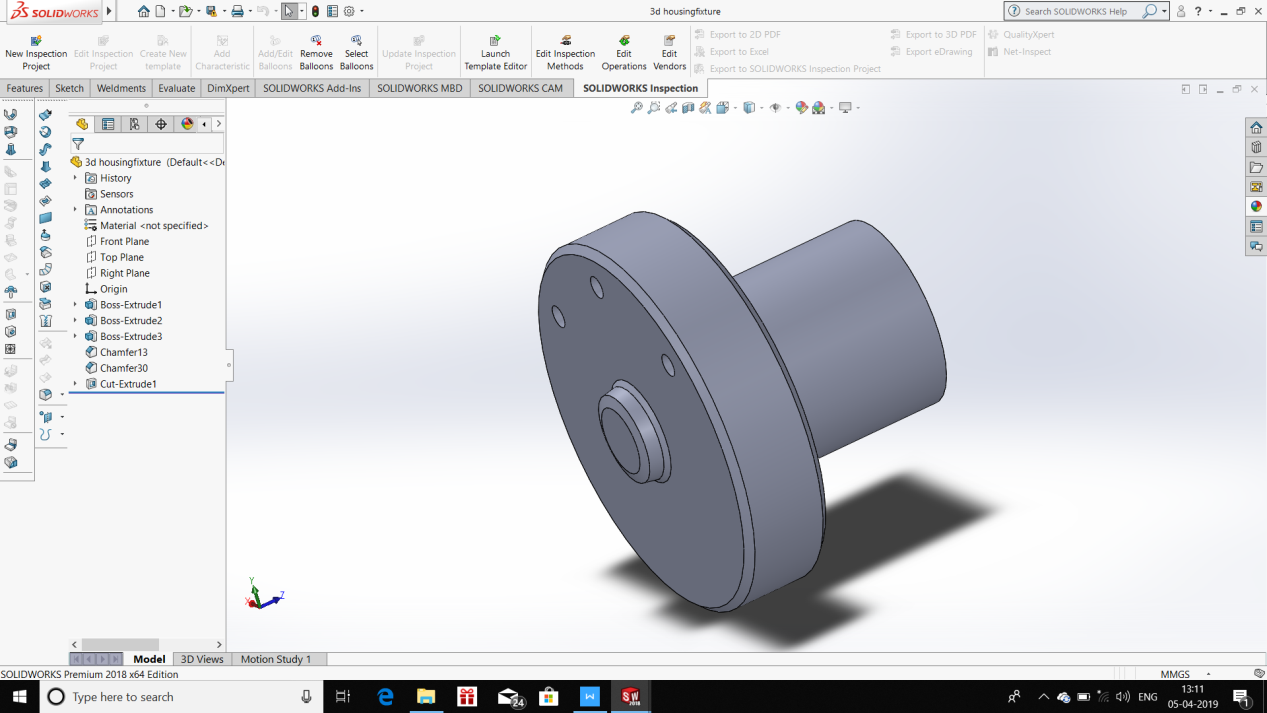 SOLIDWORKS
3d housingfixture
Search SOLIDWORKS Help
New Inspection Project
Edit Inspection Project
Create New template
Add Characteristic
Add/Edit Balloons
Remove Balloons
Select Balloons
Update Inspection Project
Launch Template Editor
Edit Inspection Methods
Edit Operations
Edit Vendors
Export to 2D PDF
Export to Excel
Export to SOLIDWORKS Inspection Project
Export to 3D PDF
Export eDrawing
QualityXpert
Net-Inspect
Features Sketch Weldments Evaluate DimXpert SOLIDWORKS Add-Ins SOLIDWORKS MBD SOLIDWORKS CAM SOLIDWORKS Inspection
3d housingfixture (Default<<De
History
Sensors
Annotations
Material <not specified>
Front Plane
Top Plane
Right Plane
Origin
Boss-Extrude1
Boss-Extrude2
Boss-Extrude3
Chamfer13
Chamfer30
Cut-Extrude1
Y
X
Z
Model 3D Views Motion Study 1
SOLIDWORKS Premium 2018 x64 Edition
MMGS
Type here to search
24
SW
2018
ENG
13:11
05-04-2019
1